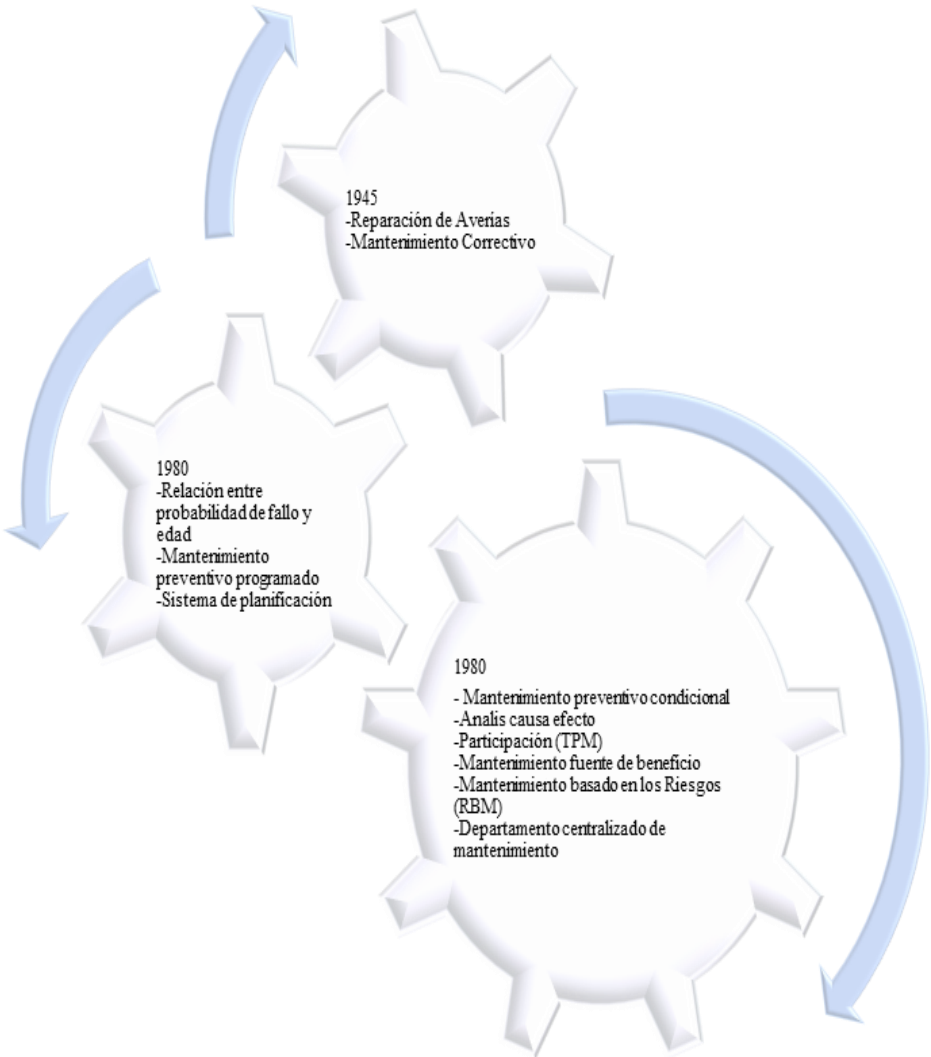 1945
-Reparación de Averías
-Mantenimiento Correctivo
1980
-Relación entre
probabilidad de fallo y
edad
-Mantenimiento
preventivo programado
-Sistema de planificación
1980
- Mantenimiento preventivo condicional
-Analis causa efecto
-Participación (TPM)
-Mantenimiento fuente de beneficio
-Mantenimiento basado en los Riesgos
(RBM)
-Departamento centralizado de
mantenimiento